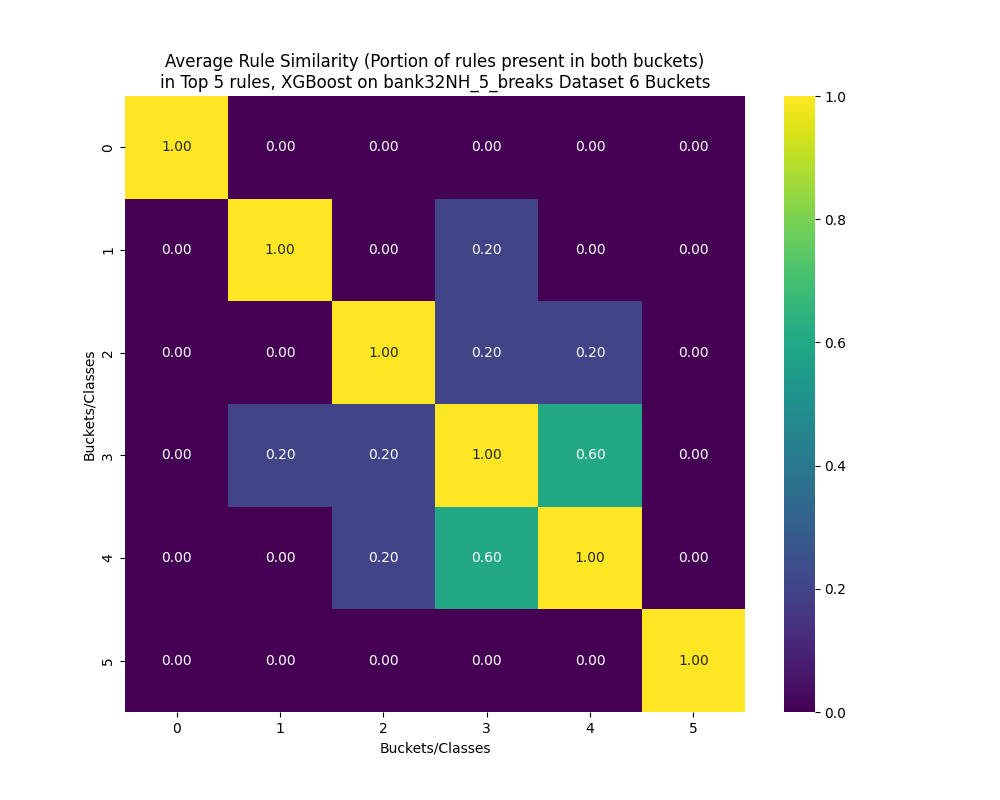 Average Rule Similarity (Portion of rules present in both buckets)
in Top 5 rules, XGBoost on bank32NH_5_breaks Dataset 6 Buckets
1.0
0 1.00 0.00 0.00 0.00 0.00 0.00
0.8
1 0.00 1.00 0.00 0.20 0.00 0.00
0.6
2 0.00 0.00 1.00 0.20 0.20 0.00
Buckets/Classes
3 0.00 0.20 0.20 1.00 0.60 0.00
0.4
4 0.00 0.00 0.20 0.60 1.00 0.00
0.2
5 0.00 0.00 0.00 0.00 0.00 1.00
0.0
0 1 2 3 4 5
Buckets/Classes